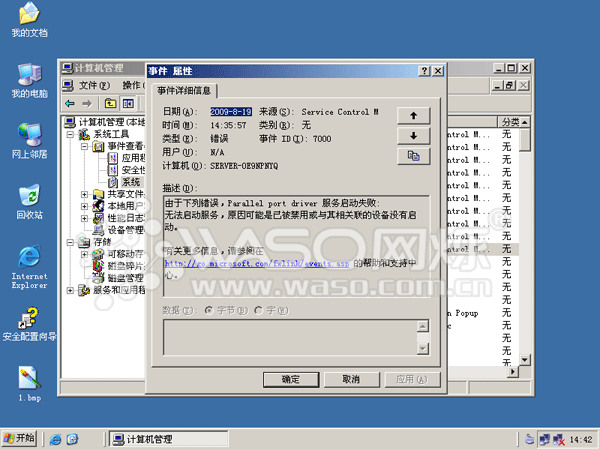 我的文档
我的电脑
网上邻居
回收站
Internet
Explorer
安全配置向导
1.bmp
计算机管理
文件(F)
操作
计算机管理(本地
系统工具
事件查看
应用程
安全性
系统
共享文件
本地用户
性能日志
设备管理
存储
可移动存
磁盘碎片
磁盘管理
服务和应用程
事件 属性
事件详细信息
日期(A): 2009-8-19 来源(S): Service Control M
时间(M): 14:35:57 类别(R): 无
类型(E): 错误 事件 ID(I): 7000
用户(U): N/A
计算机(O): SERVER-OE9NPNYQ
描述(D):
由于下列错误，Parallel port driver 服务启动失败:
无法启动服务，原因可能是已被禁用或与其相关联的设备没有启
动。
有关更多信息，请参阅在
http://go.microsoft.com/fwlink/events.asp 的帮助和支持中
心。
数据(T): 字节(B) 字(W)
确定
取消
应用(A)
分类
ntrol M... 无
ntrol M... 无
ntrol M... 无
ntrol M... 无
ntrol M... 无
ntrol M... 无
ntrol M... 无
ntrol M... 无
ntrol M... 无
ntrol M... 无
无
无
无
无
n Popup 无
c 无
无
无
WASO网媒
www.waso.com.cn
开始
计算机管理
14:42